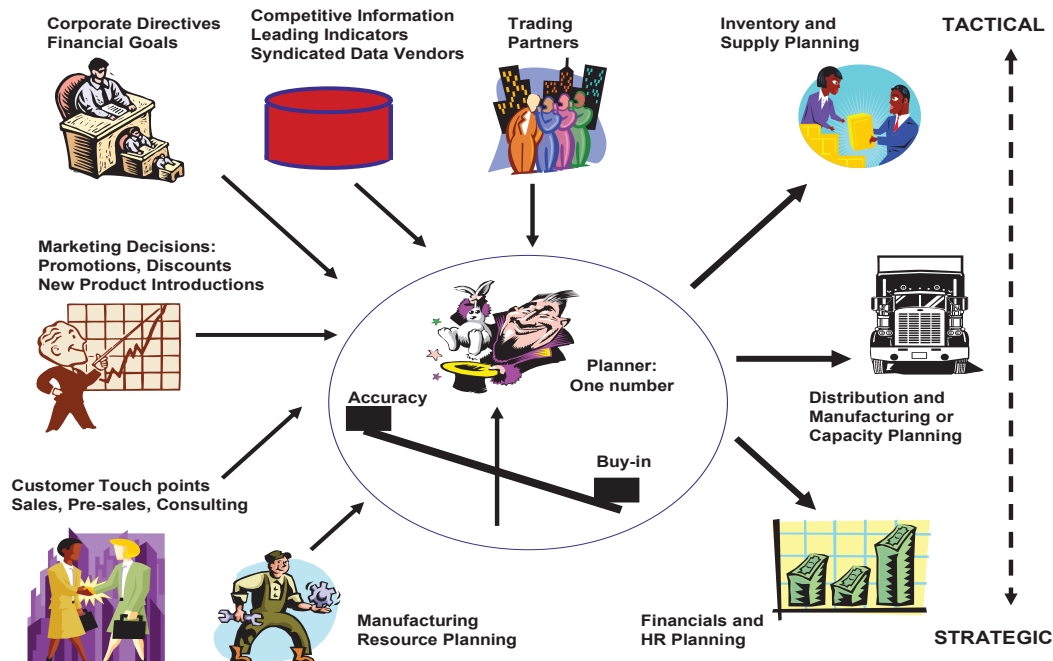 Corporate Directives
Financial Goals
Competitive Information
Leading Indicators
Syndicated Data Vendors
Trading
Partners
Inventory and
Supply Planning
TACTICAL
Marketing Decisions:
Promotions, Discounts
New Product Introductions
Planner:
One number
Accuracy
Buy-in
Distribution and
Manufacturing or
Capacity Planning
Customer Touch points
Sales, Pre-sales, Consulting
Manufacturing
Resource Planning
Financials and
HR Planning
STRATEGIC